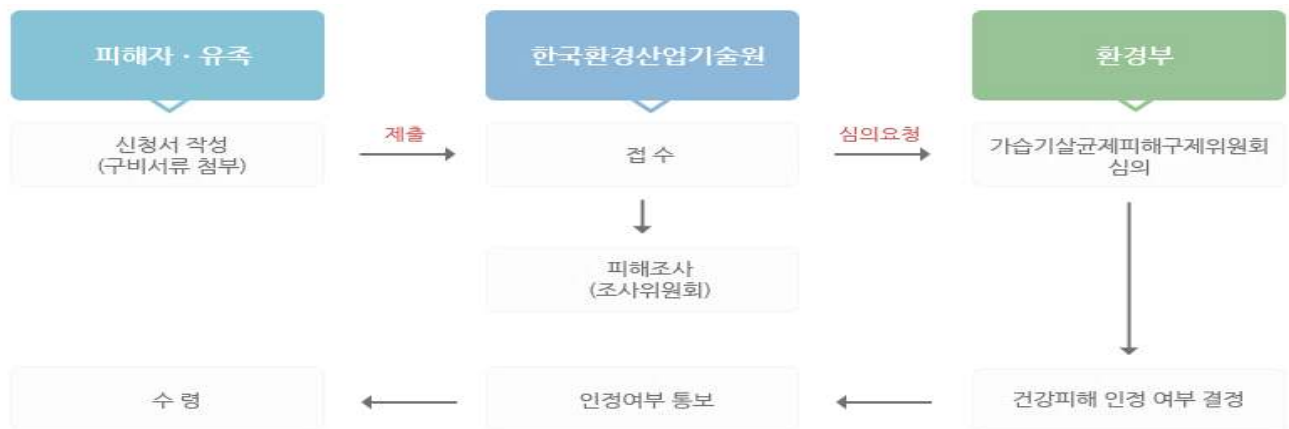 피해자 · 유족
한국환경산업기술원
환경부
신청서 작성
(구비서류 첨부)
제출
접 수
심의요청
가습기살균제피해구제위원회
심의
피해조사
(조사위원회)
수 령
인정여부 통보
건강피해 인정 여부 결정